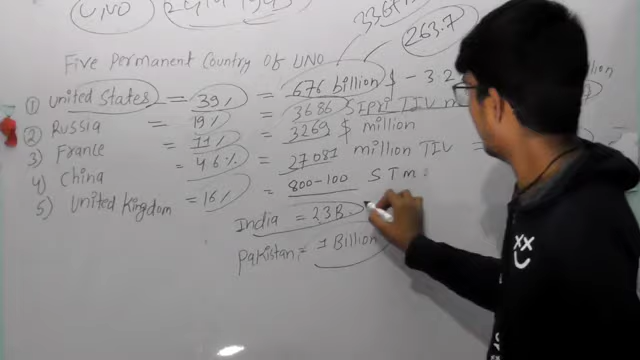 UNO
263.7
Five Permanent Country Of UNO
1) United States = 39% = 676 billion $ - 3.2
2) Russia = 19% = 3686 SIPRI TIV m
3) France = 11% = 3269 $ million
4) China = 4.6% = 27081 million TIV =
5) United Kingdom = 16% = 800-100 STM
India = 23B
Pakistan = 1 Billion